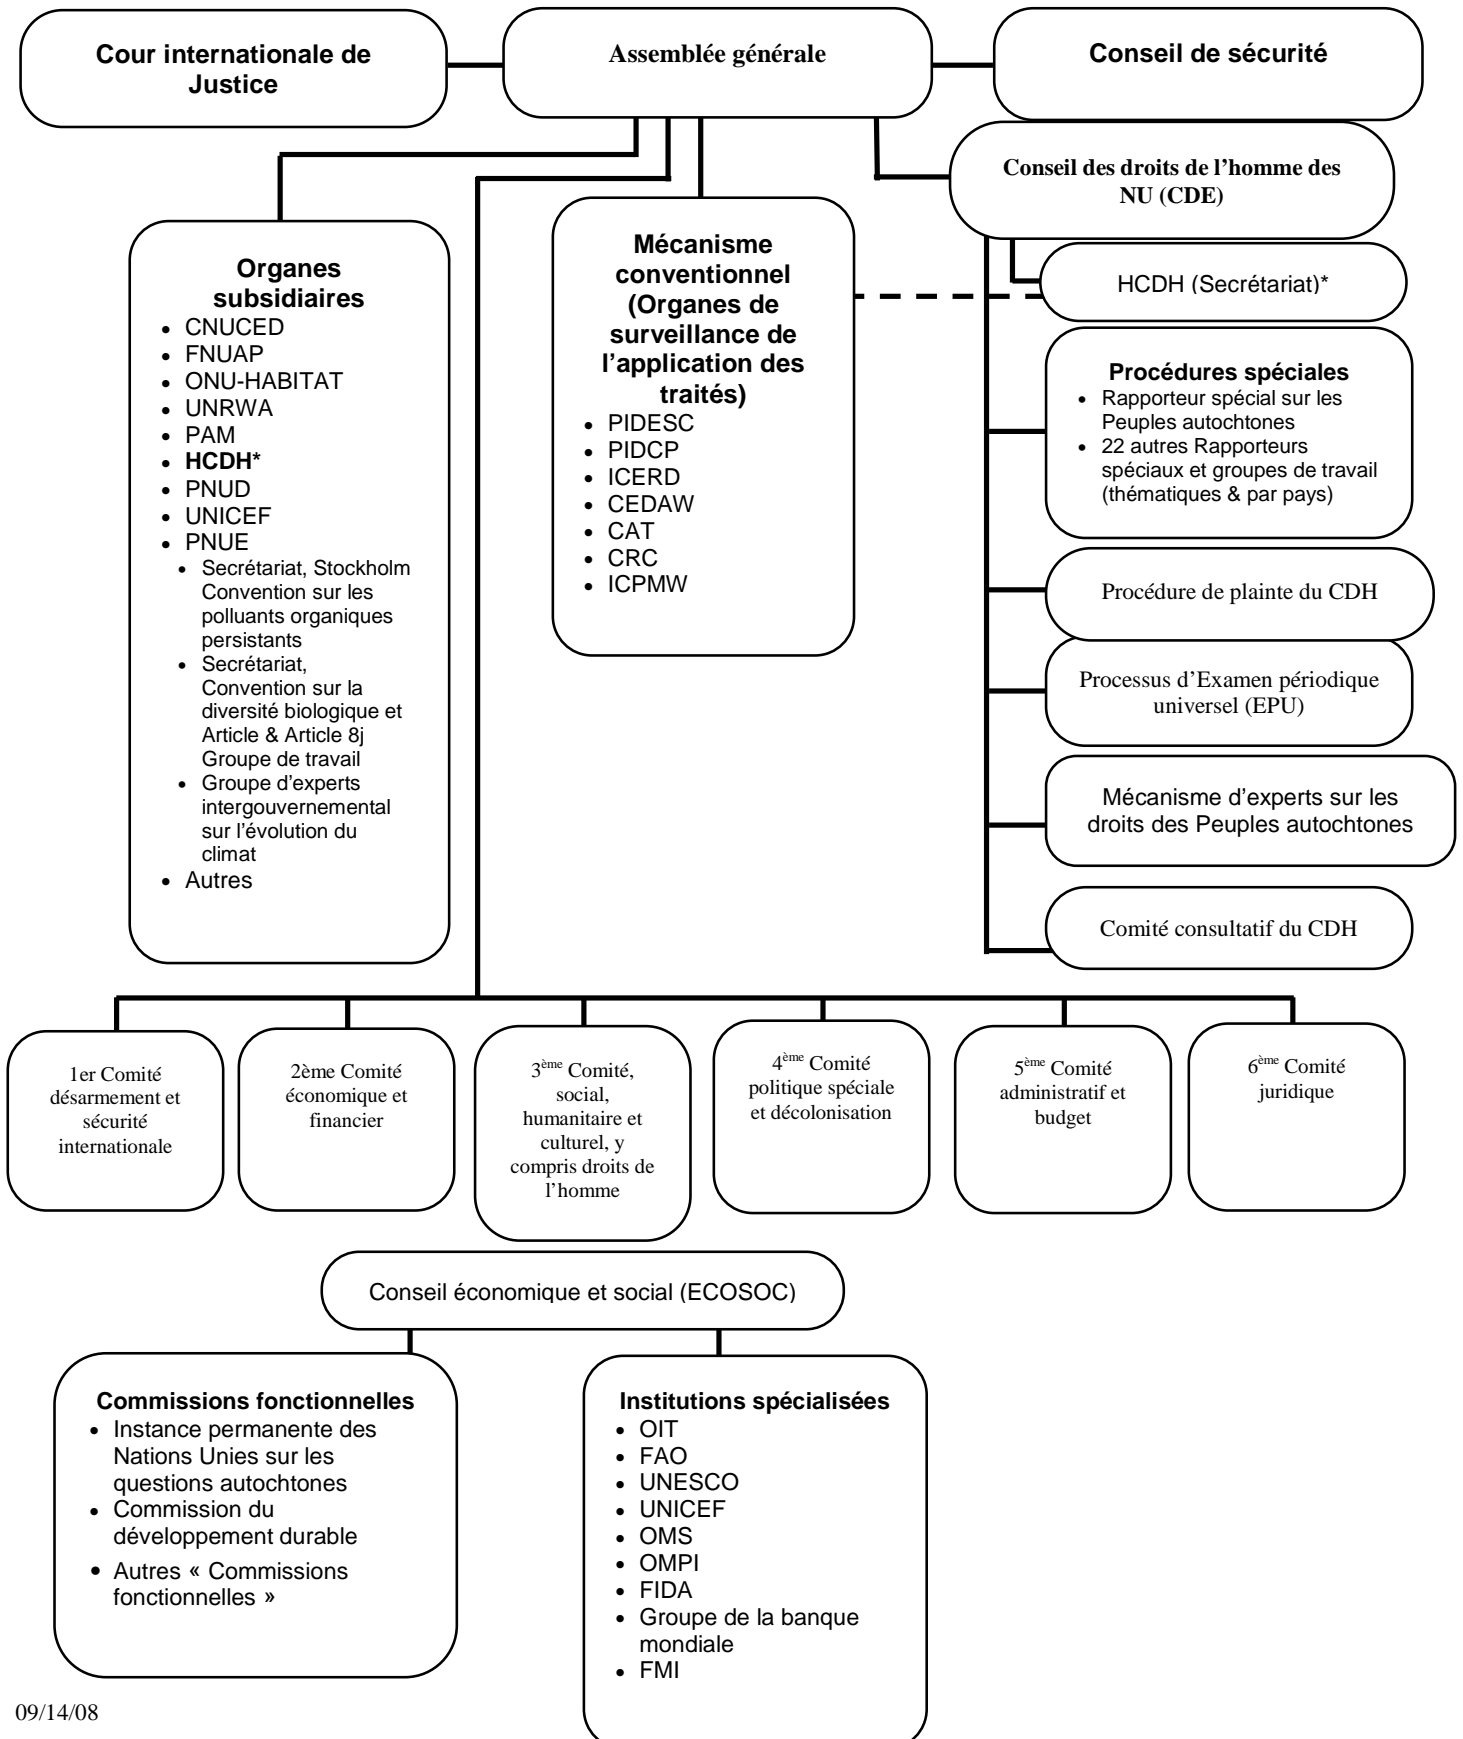 Cour internationale de
Justice
Assemblée générale
Conseil de sécurité
Conseil des droits de l’homme des
NU (CDE)
HCDH (Secrétariat)*
Organes
subsidiaires
• CNUCED
• FNUAP
• ONU-HABITAT
• UNRWA
• PAM
• HCDH*
• PNUD
• UNICEF
• PNUE
• Secrétariat, Stockholm
Convention sur les
polluants organiques
persistants
• Secrétariat,
Convention sur la
diversité biologique et
Article & Article 8j
Groupe de travail
• Groupe d’experts
intergouvernemental
sur l’évolution du
climat
• Autres
Mécanisme
conventionnel
(Organes de
surveillance de
l’application des
traités)
• PIDESC
• PIDCP
• ICERD
• CEDAW
• CAT
• CRC
• ICPMW
Procédures spéciales
• Rapporteur spécial sur les
Peuples autochtones
• 22 autres Rapporteurs
spéciaux et groupes de travail
(thématiques & par pays)
Procédure de plainte du CDH
Processus d’Examen périodique
universel (EPU)
Mécanisme d’experts sur les
droits des Peuples autochtones
Comité consultatif du CDH
1er Comité
désarmement et
sécurité
internationale
2ème Comité
économique et
financier
3ème Comité,
social,
humanitaire et
culturel, y
compris droits de
l’homme
4ème Comité
politique spéciale
et décolonisation
5ème Comité
administratif et
budget
6ème Comité
juridique
Conseil économique et social (ECOSOC)
Commissions fonctionnelles
• Instance permanente des
Nations Unies sur les
questions autochtones
• Commission du
développement durable
• Autres « Commissions
fonctionnelles »
Institutions spécialisées
• OIT
• FAO
• UNESCO
• UNICEF
• OMS
• OMPI
• FIDA
• Groupe de la banque
mondiale
• FMI
09/14/08